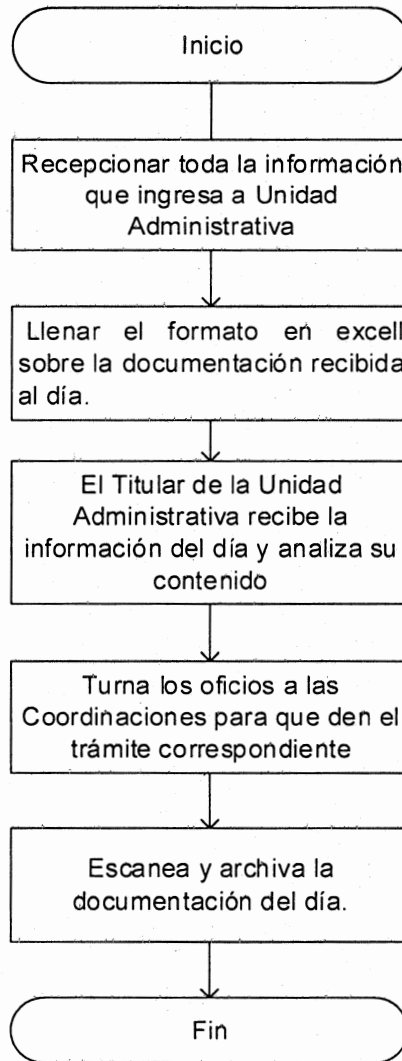 Inicio
Recepcionar toda la información
que ingresa a Unidad
Administrativa
Llenar el formato en excell
sobre la documentación recibida
al día.
El Titular de la Unidad
Administrativa recibe la
información del día y analiza su
contenido
Turna los oficios a las
Coordinaciones para que den el
trámite correspondiente
Escanea y archiva la
documentación del día.
Fin